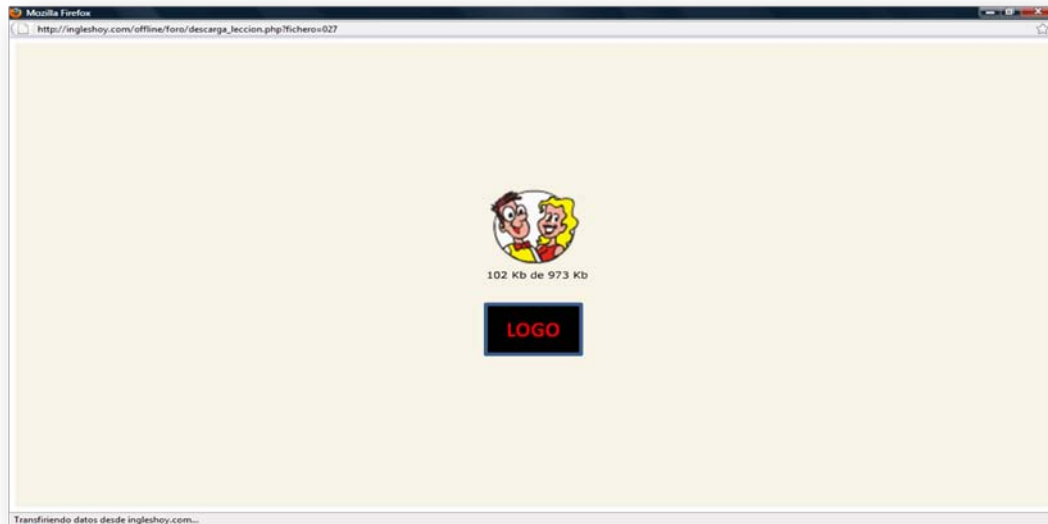 Mozilla Firefox
http://ingleshoy.com/offline/foro/descarga_leccion.php?fichero=027
102 Kb de 973 Kb
LOGO
Transfiriendo datos desde ingleshoy.com...